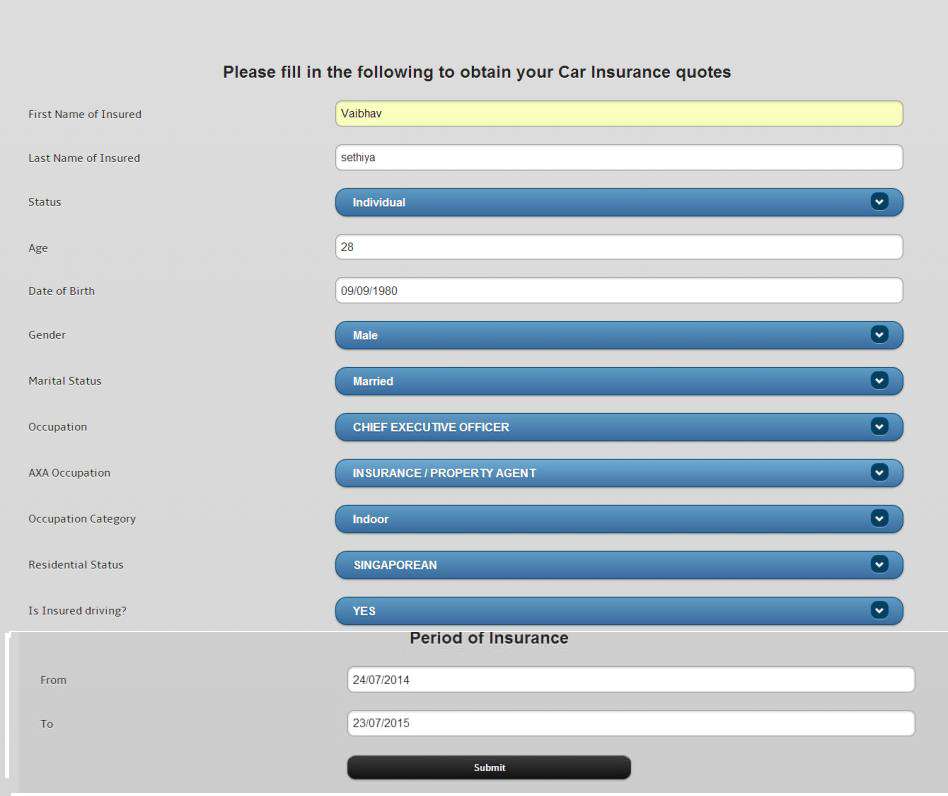 Please fill in the following to obtain your Car Insurance quotes
First Name of Insured Vaibhav
Last Name of Insured sethiya
Status Individual
Age 28
Date of Birth 09/09/1980
Gender Male
Marital Status Married
Occupation CHIEF EXECUTIVE OFFICER
AXA Occupation INSURANCE / PROPERTY AGENT
Occupation Category Indoor
Residential Status SINGAPOREAN
Is Insured driving? YES
Period of Insurance
From 24/07/2014
To 23/07/2015
Submit